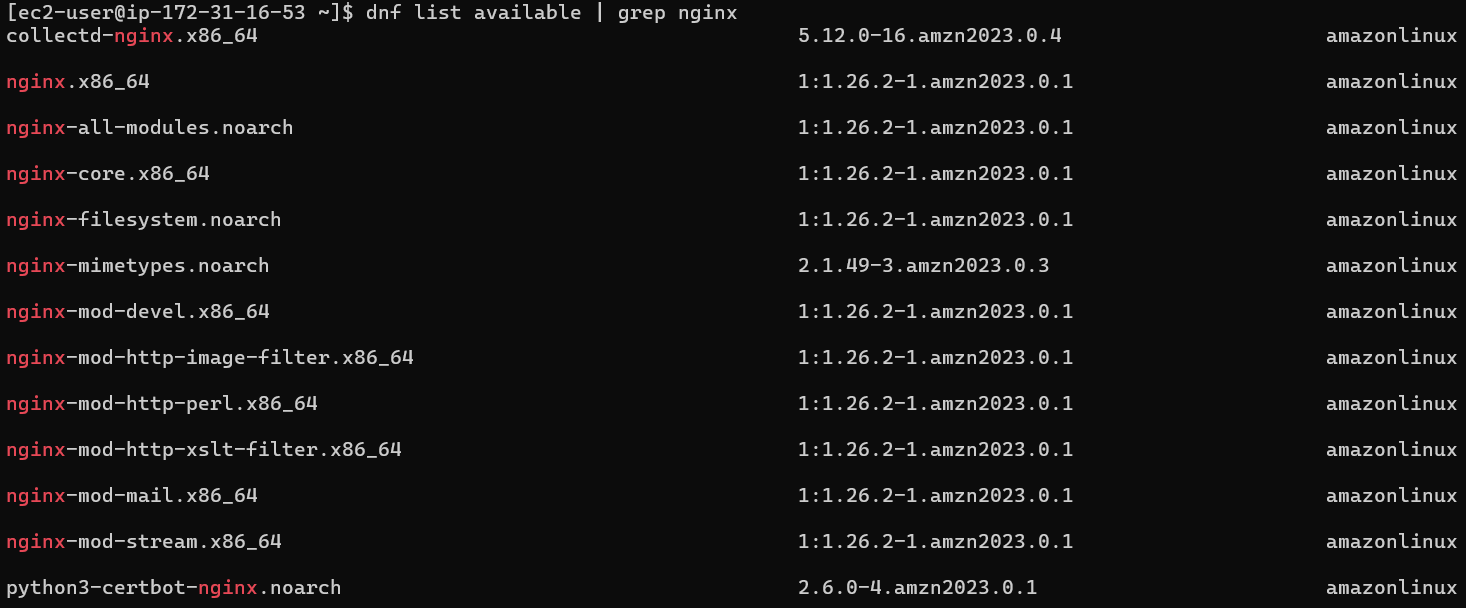 [ec2-user@ip-172-31-16-53 ~]$ dnf list available | grep nginx
collectd-nginx.x86_64 5.12.0-16.amzn2023.0.4 amazonlinux
nginx.x86_64 1:1.26.2-1.amzn2023.0.1 amazonlinux
nginx-all-modules.noarch 1:1.26.2-1.amzn2023.0.1 amazonlinux
nginx-core.x86_64 1:1.26.2-1.amzn2023.0.1 amazonlinux
nginx-filesystem.noarch 1:1.26.2-1.amzn2023.0.1 amazonlinux
nginx-mimetypes.noarch 2.1.49-3.amzn2023.0.3 amazonlinux
nginx-mod-devel.x86_64 1:1.26.2-1.amzn2023.0.1 amazonlinux
nginx-mod-http-image-filter.x86_64 1:1.26.2-1.amzn2023.0.1 amazonlinux
nginx-mod-http-perl.x86_64 1:1.26.2-1.amzn2023.0.1 amazonlinux
nginx-mod-http-xslt-filter.x86_64 1:1.26.2-1.amzn2023.0.1 amazonlinux
nginx-mod-mail.x86_64 1:1.26.2-1.amzn2023.0.1 amazonlinux
nginx-mod-stream.x86_64 1:1.26.2-1.amzn2023.0.1 amazonlinux
python3-certbot-nginx.noarch 2.6.0-4.amzn2023.0.1 amazonlinux